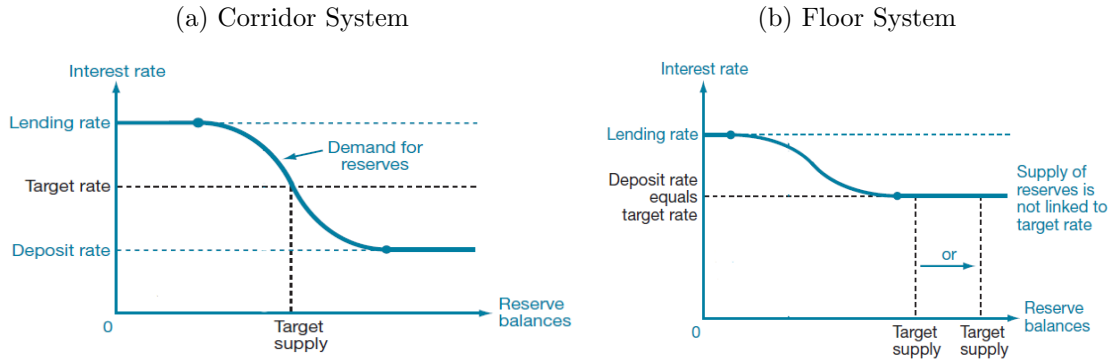 (a) Corridor System
Interest rate
Lending rate
Demand for
reserves
Target rate
Deposit rate
0
Target
supply
Reserve
balances
(b) Floor System
Interest rate
Lending rate
Deposit rate
equals
target rate
Supply of
reserves is
not linked to
target rate
or
0
Target
supply
Target
supply
Reserve
balances